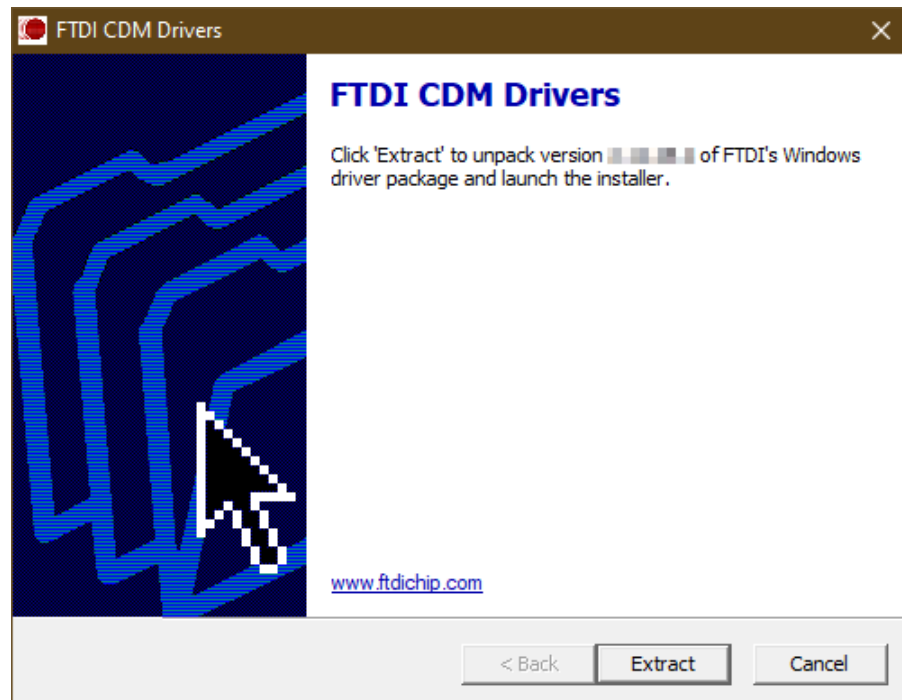 FTDI CDM Drivers
FTDI CDM Drivers
Click 'Extract' to unpack version of FTDI's Windows
driver package and launch the installer.
www.ftdichip.com
< Back Extract Cancel